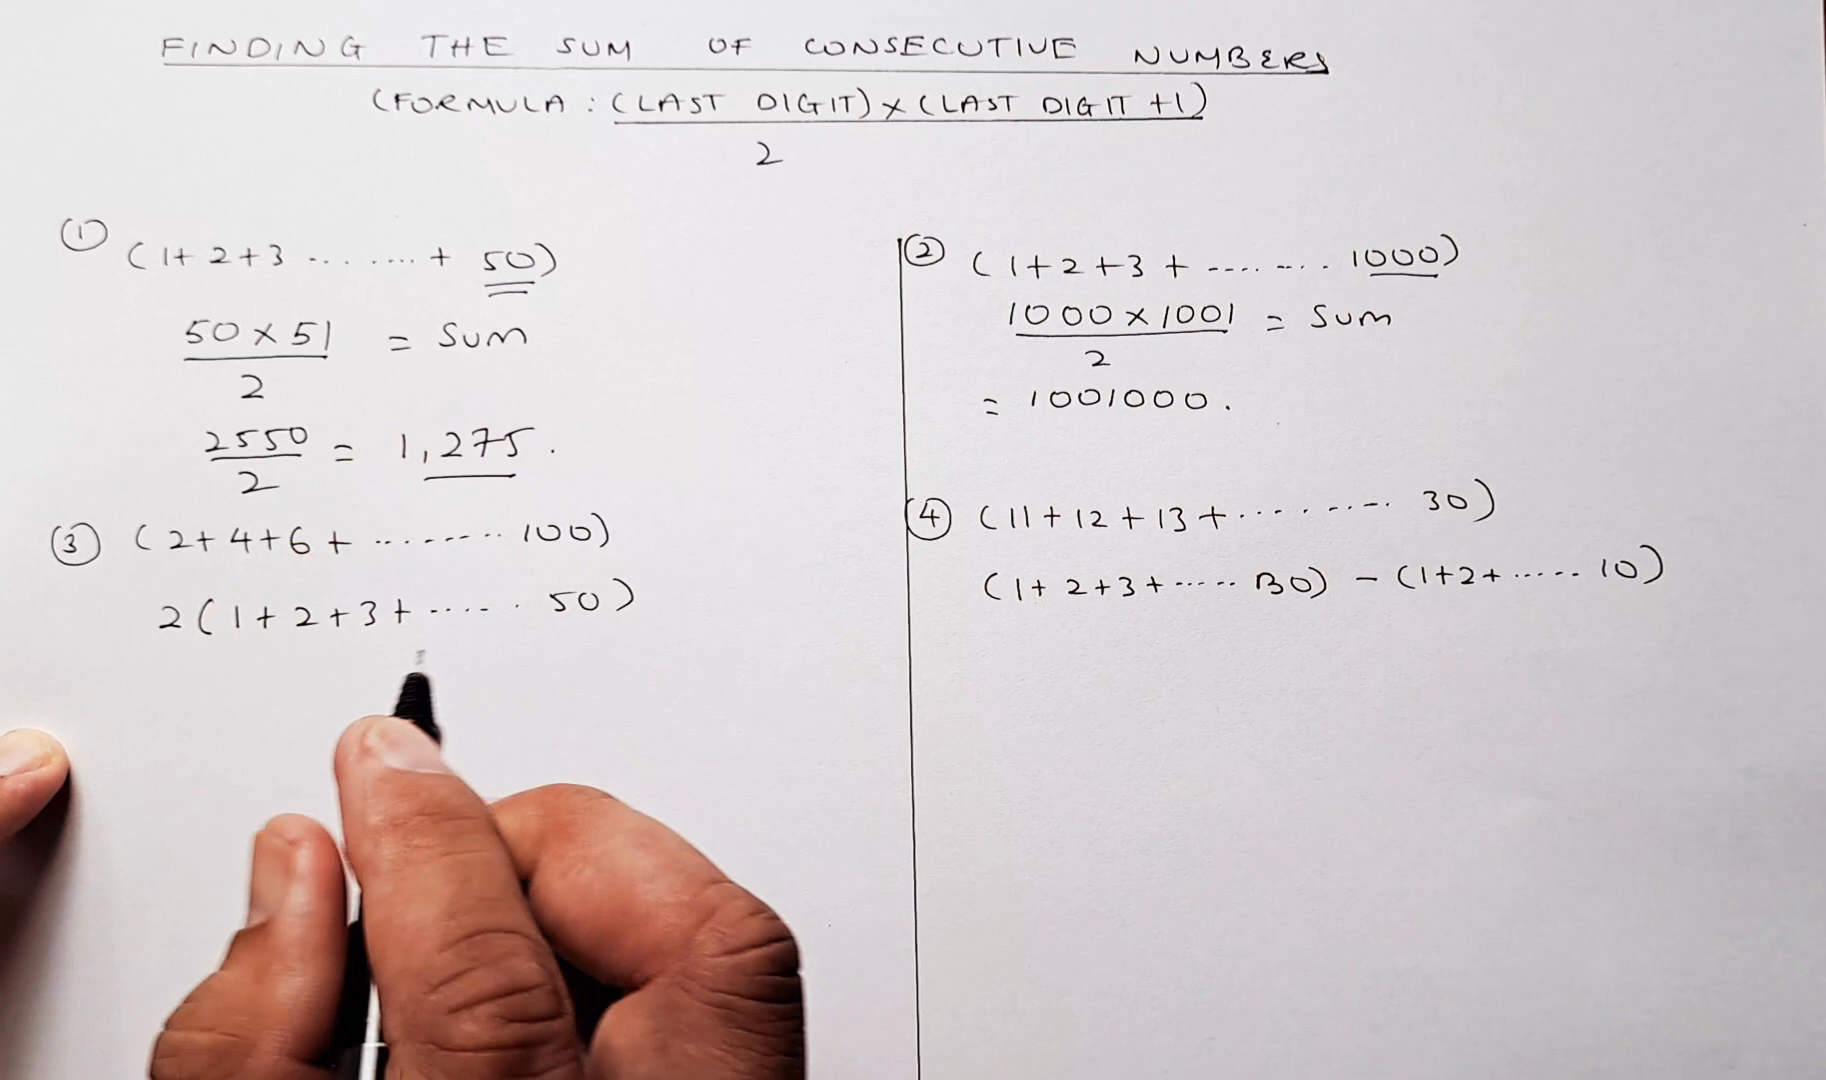 FINDING THE SUM OF CONSECUTIVE NUMBERS
(FORMULA : (LAST DIGIT) × (LAST DIGIT +1)
2
① (1+2+3 ........ + 50)
50 × 51 = Sum
2
2550 = 1,275.
2
② (1+2+3+ ........ 1000)
1000 × 1001 = Sum
2
= 1001000.
③ (2+4+6+ ......... 100)
2(1+2+3+ ..... 50)
④ (11+12+13+ ......... 30)
(1+2+3+ ...... 30) - (1+2+ ...... 10)